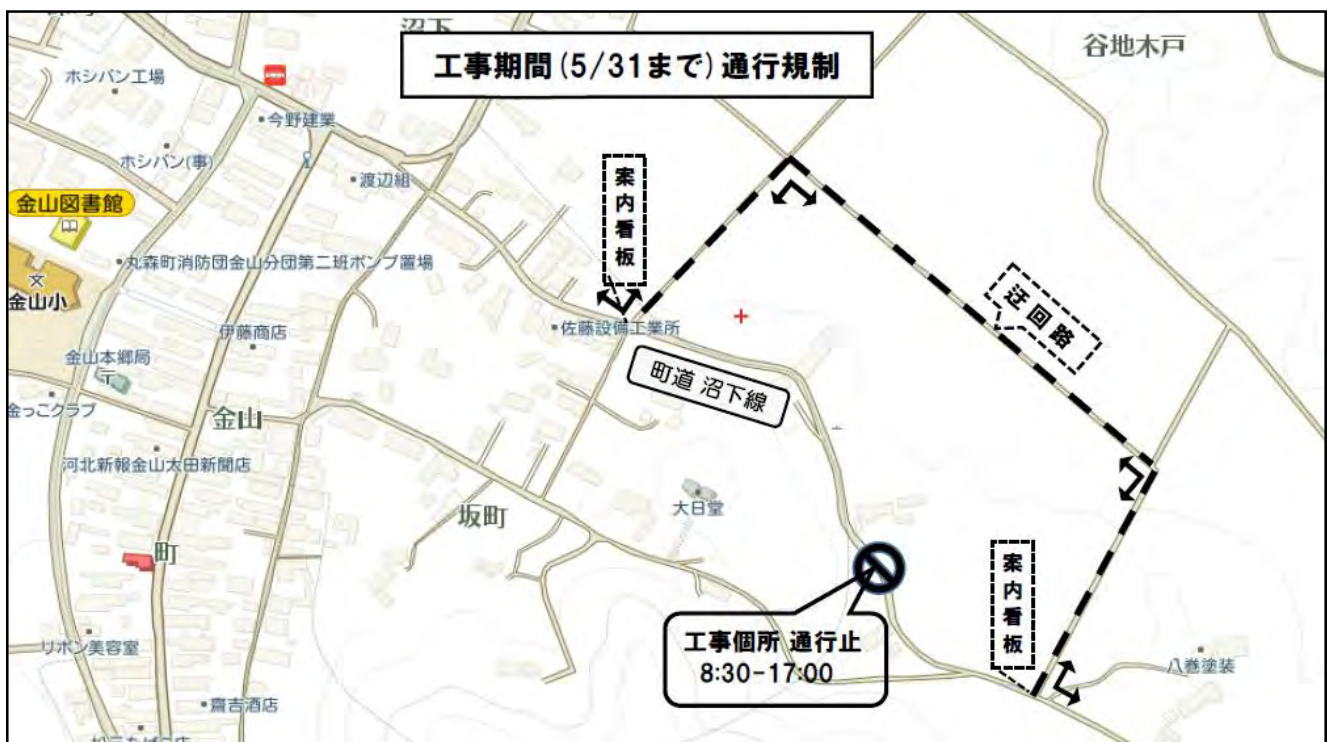 沼下
工事期間(5/31まで)通行規制
谷地木戸
ホシパン工場
今野建業
ホシパン(事)
渡辺組
案内看板
金山図書館
丸森町消防団金山分団第二班ポンプ置場
金山小
迂回路
佐藤設備工業所
伊藤商店
金山本郷局
町道 沼下線
金っこクラブ
金山
河北新報金山大田新聞店
坂町
大日堂
町
案内看板
工事個所 通行止
8:30-17:00
リボン美容室
八巻塗装
齋吉酒店